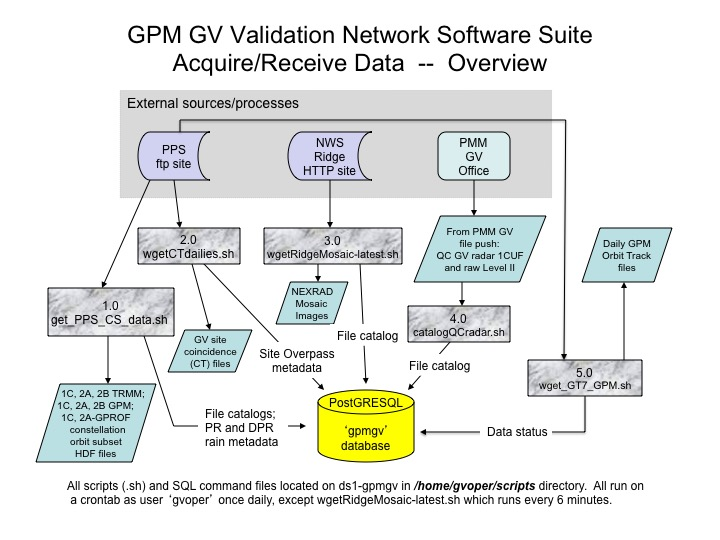 GPM GV Validation Network Software Suite
Acquire/Receive Data -- Overview
External sources/processes
PPS
ftp site
NWS
Ridge
HTTP site
PMM
GV
Office
2.0
wgetCTdailies.sh
3.0
wgetRidgeMosaic-latest.sh
From PMM GV
file push:
QC GV radar 1CUF
and raw Level II
Daily GPM
Orbit Track
files
1.0
get_PPS_CS_data.sh
NEXRAD
Mosaic
Images
4.0
catalogQCradar.sh
GV site
coincidence
(CT) files
Site Overpass
metadata
File catalog
File catalog
5.0
wget_GT7_GPM.sh
1C, 2A, 2B TRMM;
1C, 2A, 2B GPM;
1C, 2A-GPROF
constellation
orbit subset
HDF files
File catalogs;
PR and DPR
rain metadata
PostGRESQL
‘gpmgv’
database
Data status
All scripts (.sh) and SQL command files located on ds1-gpmgv in /home/gvoper/scripts directory. All run on
a crontab as user ‘gvoper’ once daily, except wgetRidgeMosaic-latest.sh which runs every 6 minutes.